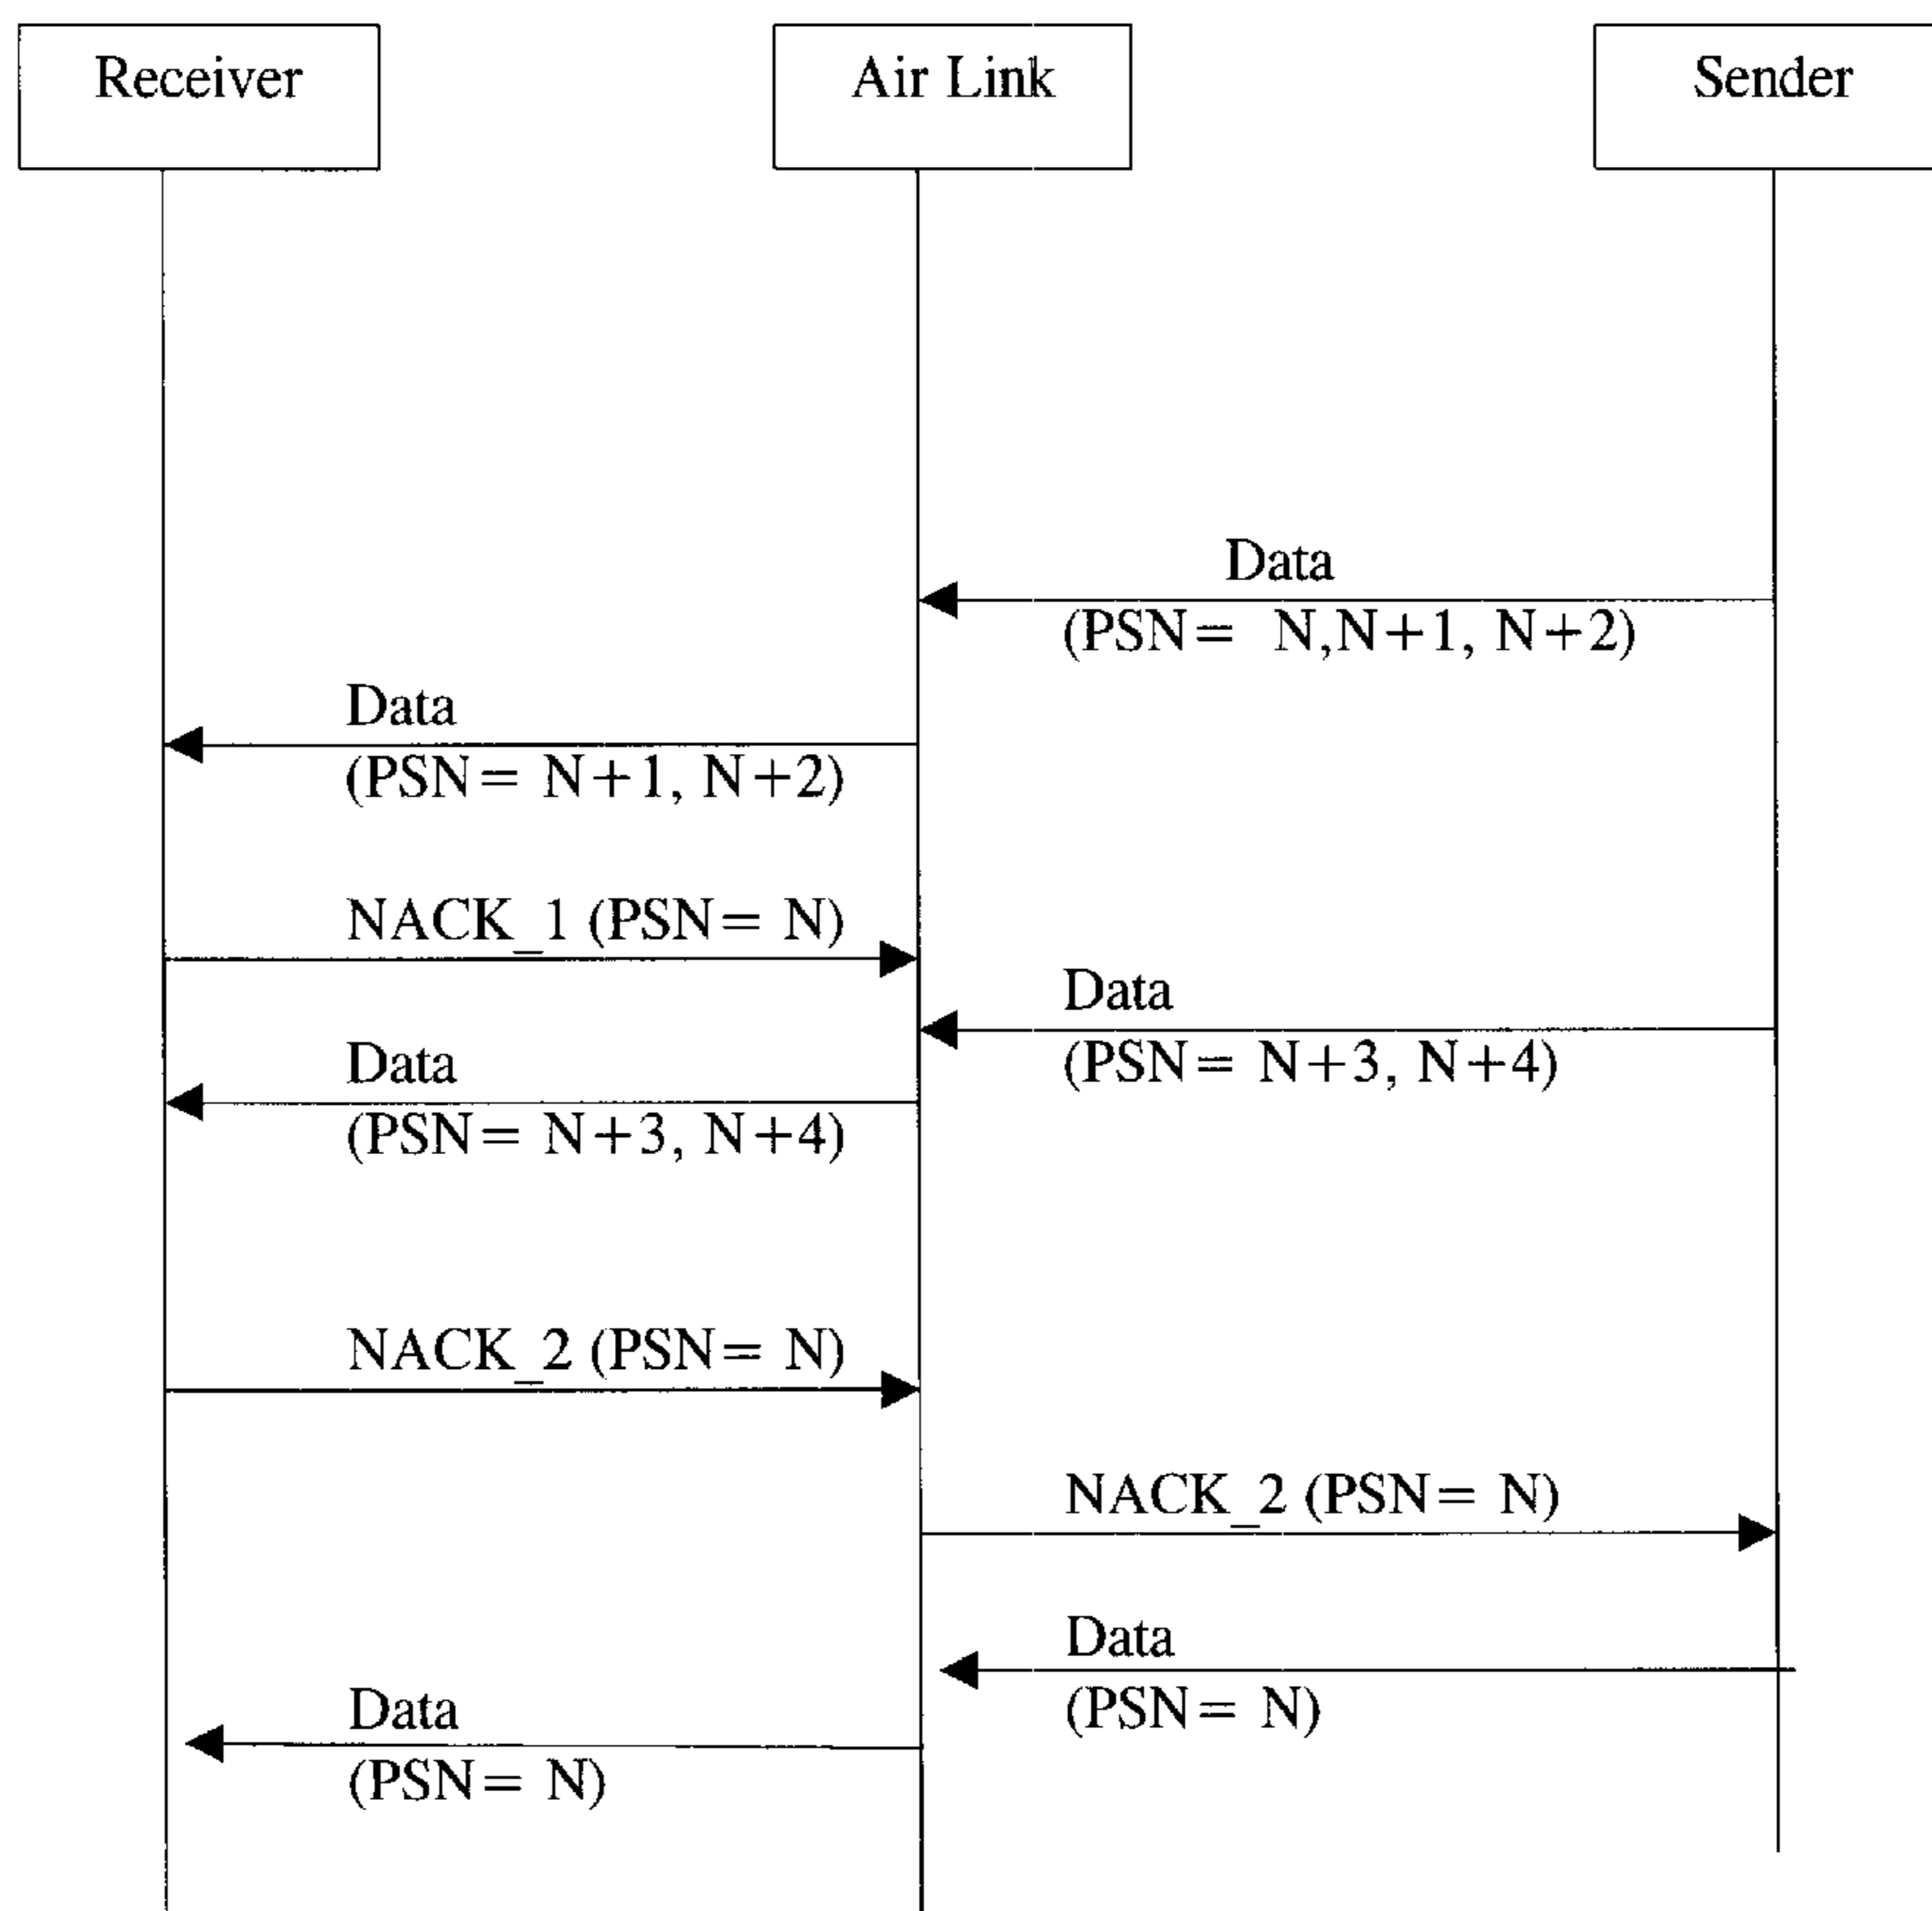 Receiver
Air Link
Sender
Data
(PSN= N,N+1, N+2)
Data
(PSN= N+1, N+2)
NACK_1 (PSN= N)
Data
(PSN= N+3, N+4)
Data
(PSN= N+3, N+4)
NACK_2 (PSN= N)
NACK_2 (PSN= N)
Data
(PSN= N)
Data
(PSN= N)